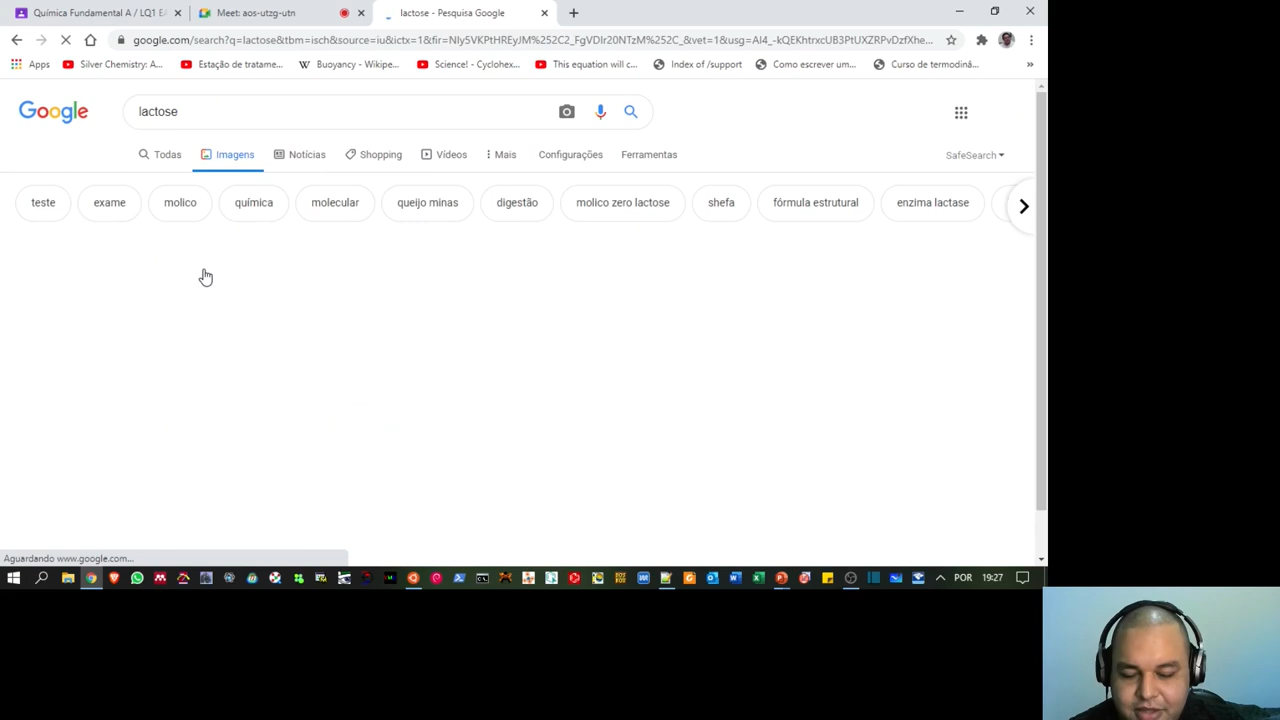 Química Fundamental A / LQ1 EA
Meet: aos-utzg-utn
lactose - Pesquisa Google
google.com/search?q=lactose&tbm=isch&source=iu&ictx=1&fir=NIy5VKPtHREyJM%252C2_FgVDIr20NTzM%252C_&vet=1&usg=AI4_-kQEKhtrxcUB3PtUXZRPvDzfXhe...
Apps
Silver Chemistry: A...
Estação de tratame...
Buoyancy - Wikipe...
Science! - Cyclohex...
This equation will c...
Index of /support
Como escrever um...
Curso de termodinâ...
»
Google
lactose
Todas
Imagens
Notícias
Shopping
Vídeos
Mais
Configurações
Ferramentas
SafeSearch
teste
exame
molico
química
molecular
queijo minas
digestão
molico zero lactose
shefa
fórmula estrutural
enzima lactase
Aguardando www.google.com...
POR
19:27